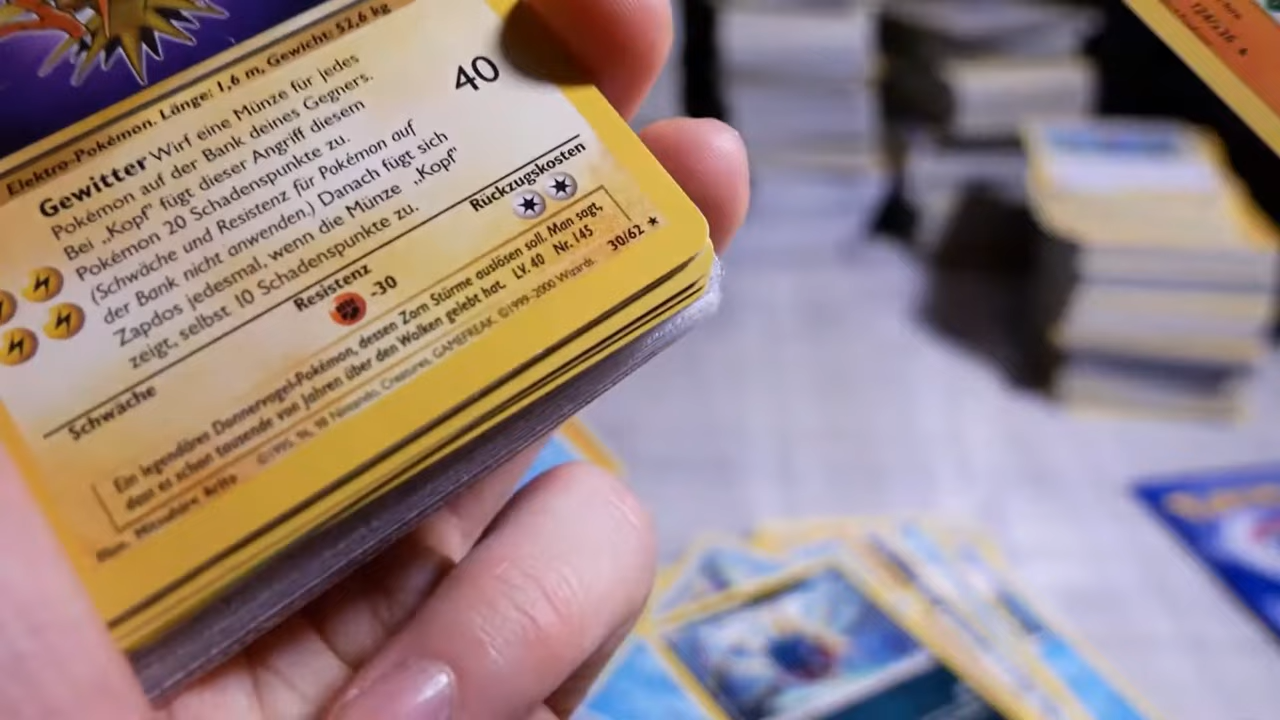 Elektro-Pokémon. Länge: 1,6 m, Gewicht: 52,6 kg
Gewitter Wirf eine Münze für jedes
Pokémon auf der Bank deines Gegners.
Bei „Kopf" fügt dieser Angriff diesem
Pokémon 20 Schadenspunkte zu.
(Schwäche und Resistenz für Pokémon auf
der Bank nicht anwenden.) Danach fügt sich
Zapdos jedesmal, wenn die Münze „Kopf"
zeigt, selbst 10 Schadenspunkte zu.
40
Schwäche
Resistenz
-30
Rückzugskosten
Ein legendäres Donnervogel-Pokémon, dessen Zorn Stürme auslösen soll. Man sagt,
dass es schon tausende von Jahren über den Wolken gelebt hat. LV. 40 Nr. 145
Illus. Mitsuhiro Arita
©1995, 96, 98 Nintendo, Creatures, GAMEFREAK. ©1999-2000 Wizards.
30/62